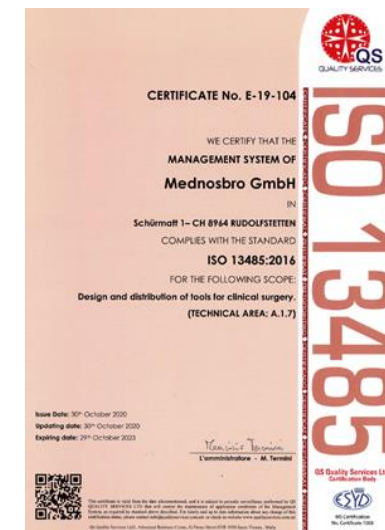 QS
QUALITY SERVICES
ISO 13485
CERTIFICATE No. E-19-104
WE CERTIFY THAT THE
MANAGEMENT SYSTEM OF
Mednosbro GmbH
IN
Schürmatt 1– CH 8964 RUDOLFSTETTEN
COMPLIES WITH THE STANDARD
ISO 13485:2016
FOR THE FOLLOWING SCOPE:
Design and distribution of tools for clinical surgery.
(TECHNICAL AREA: A.1.7)
Issue Date: 30th October 2020
Updating date: 30th October 2020
Expiring date: 29th October 2023
L'amministratore - M. Termini
QS Quality Services Ltd
Certification Body
ESYD